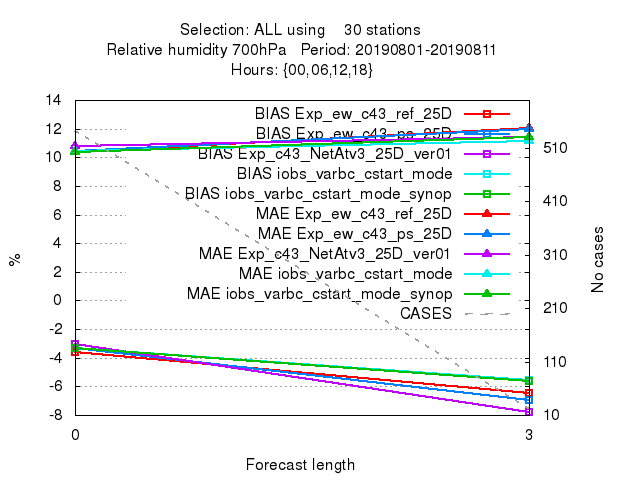 Selection: ALL using 30 stations
Relative humidity 700hPa Period: 20190801-20190811
Hours: {00,06,12,18}
14
12
10
8
6
4
2
0
-2
-4
-6
-8
%
BIAS Exp_ew_c43_ref_25D
BIAS Exp_ew_c43_ps_25D
BIAS Exp_c43_NetAtv3_25D_ver01
BIAS iobs_varbc_cstart_mode
BIAS iobs_varbc_cstart_mode_synop
MAE Exp_ew_c43_ref_25D
MAE Exp_ew_c43_ps_25D
MAE Exp_c43_NetAtv3_25D_ver01
MAE iobs_varbc_cstart_mode
MAE iobs_varbc_cstart_mode_synop
CASES
510
410
310
210
110
10
No cases
0 3
Forecast length